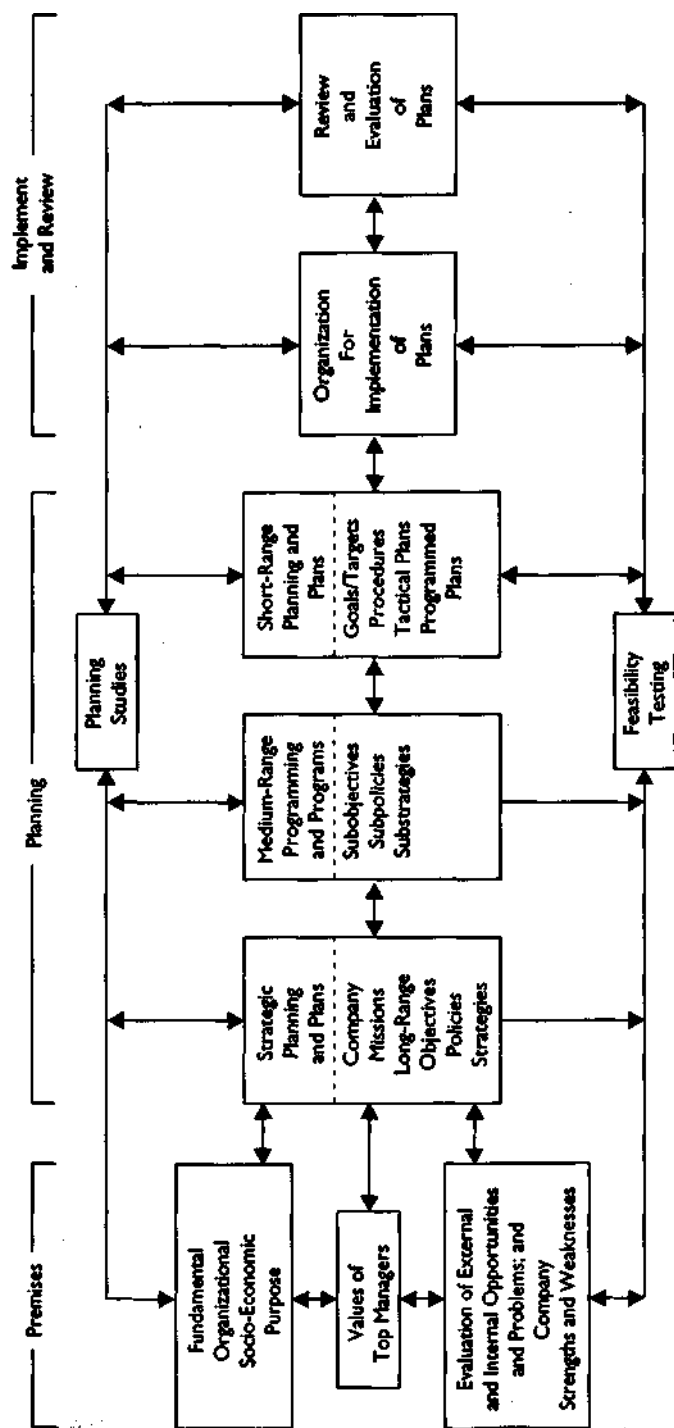 Premises
Planning
Implement
and Review
Planning
Studies
Fundamental
Organizational
Socio-Economic
Purpose
Values of
Top Managers
Evaluation of External
and Internal Opportunities
and Problems; and
Company
Strengths and Weaknesses
Strategic
Planning
and Plans
Company
Missions
Long-Range
Objectives
Policies
Strategies
Medium-Range
Programming
and Programs
Subobjectives
Subpolicies
Substrategies
Short-Range
Planning and
Plans
Goals/Targets
Procedures
Tactical Plans
Programmed
Plans
Organization
For
Implementation
of
Plans
Review
and
Evaluation
of
Plans
Feasibility
Testing